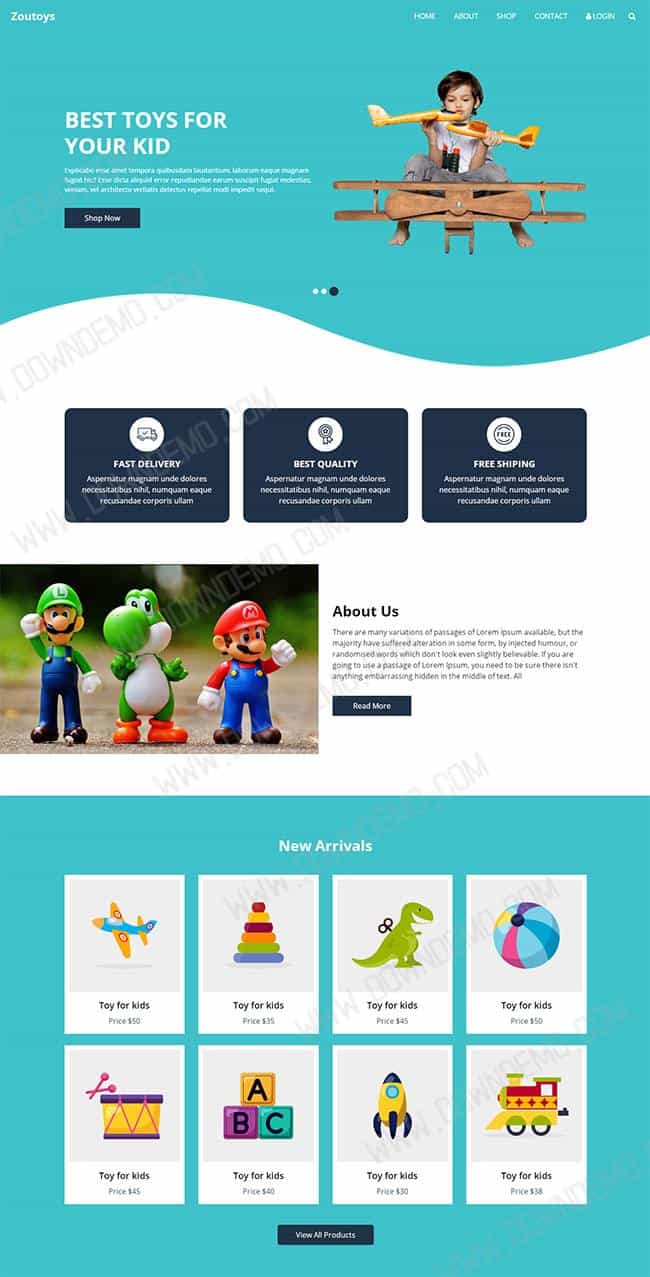 Zoutoys
HOME ABOUT SHOP CONTACT LOGIN
BEST TOYS FOR
YOUR KID
Explicabo esse amet tempora quibusdam laudantium, laborum eaque magnam
fugiat hic? Esse dicta aliquid error repudiandae earum suscipit fugiat molestias,
veniam, vel architecto veritatis delectus repellat modi impedit sequi.
Shop Now
FREE
FAST DELIVERY
Aspernatur magnam unde dolores
necessitatibus nihil, numquam eaque
recusandae corporis ullam
BEST QUALITY
Aspernatur magnam unde dolores
necessitatibus nihil, numquam eaque
recusandae corporis ullam
FREE SHIPING
Aspernatur magnam unde dolores
necessitatibus nihil, numquam eaque
recusandae corporis ullam
L
M
About Us
There are many variations of passages of Lorem Ipsum available, but the
majority have suffered alteration in some form, by injected humour, or
randomised words which don't look even slightly believable. If you are
going to use a passage of Lorem Ipsum, you need to be sure there isn't
anything embarrassing hidden in the middle of text. All
Read More
New Arrivals
Toy for kids
Price $50
Toy for kids
Price $35
Toy for kids
Price $45
Toy for kids
Price $50
Toy for kids
Price $45
A
B C
Toy for kids
Price $40
Toy for kids
Price $30
Toy for kids
Price $38
View All Products
WWW.DOWNDEMO.COM
WWW.DOWNDEMO.COM
WWW.DOWNDEMO.COM
WWW.DOWNDEMO.COM
WWW.DOWNDEMO.COM
WWW.DOWNDEMO.COM